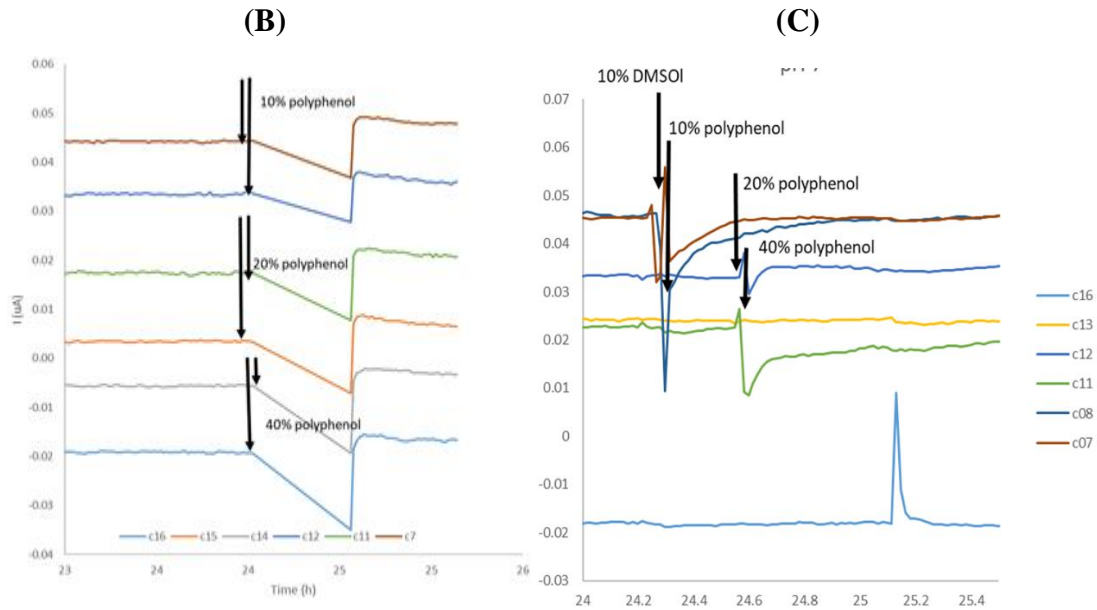 (B)
0.06
0.05
0.04
0.03
0.02
0.01
0.00
-0.01
-0.02
-0.03
-0.04
I (uA)
10% polyphenol
20% polyphenol
40% polyphenol
c16 c15 c14 c12 c11 c7
23 24 24 25 25 26
Time (h)
(C)
10% DMSOl
10% polyphenol
20% polyphenol
40% polyphenol
0.07
0.06
0.05
0.04
0.03
0.02
0.01
0
-0.01
-0.02
-0.03
24 24.2 24.4 24.6 24.8 25 25.2 25.4
c16
c13
c12
c11
c08
c07